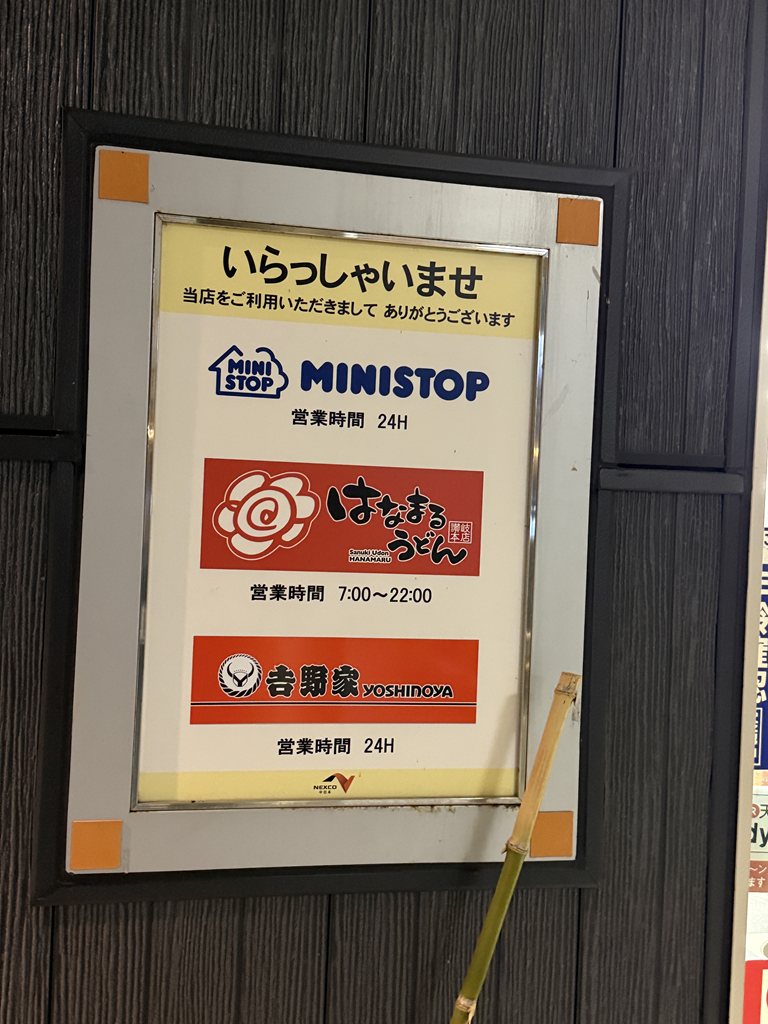 いらっしゃいませ
当店をご利用いただきまして ありがとうございます
MINI
STOP
MINISTOP
営業時間 24H
はなまる
うどん
讃岐
本店
Sanuki Udon
HANAMARU
営業時間 7:00～22:00
吉野家 YOSHINOYA
営業時間 24H
NEXCO
中日本